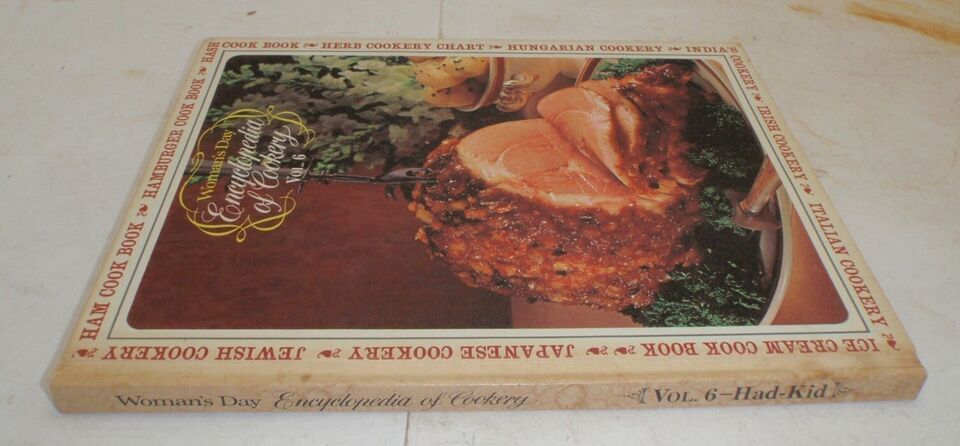 HAM COOK BOOK ❧ HAMBURGER COOK BOOK ❧ HASH
COOK BOOK ❧ HERB COOKERY CHART ❧ HUNGARIAN COOKERY ❧ INDIA'S
COOKERY ❧ IRISH COOKERY ❧ ITALIAN COOKERY ❧
ICE CREAM COOK BOOK ❧ ❧ JAPANESE COOKERY ❧ JEWISH COOKERY ❧
Woman's Day
Encyclopedia
of Cookery
VOL. 6
Woman's Day Encyclopedia of Cookery VOL. 6–Had-Kid